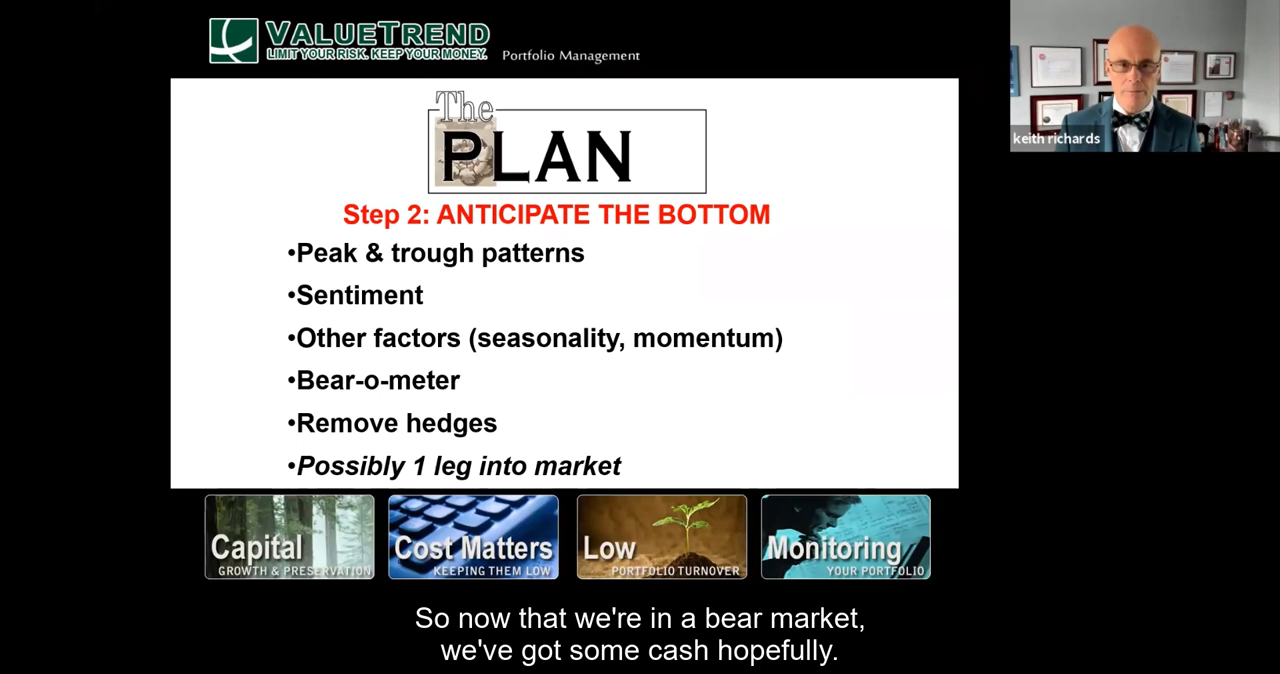 VALUETREND
LIMIT YOUR RISK. KEEP YOUR MONEY.
Portfolio Management
keith richards
The
PLAN
Step 2: ANTICIPATE THE BOTTOM
•Peak & trough patterns
•Sentiment
•Other factors (seasonality, momentum)
•Bear-o-meter
•Remove hedges
•Possibly 1 leg into market
Capital
GROWTH & PRESERVATION
Cost Matters
KEEPING THEM LOW
Low
PORTFOLIO TURNOVER
Monitoring
YOUR PORTFOLIO
So now that we're in a bear market,
we've got some cash hopefully.